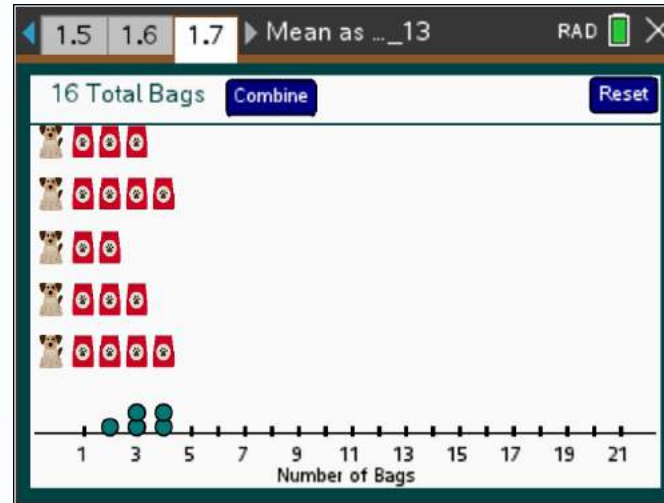 1.5 1.6 1.7 Mean as ..._13 RAD
16 Total Bags Combine Reset
1 3 5 7 9 11 13 15 17 19 21
Number of Bags